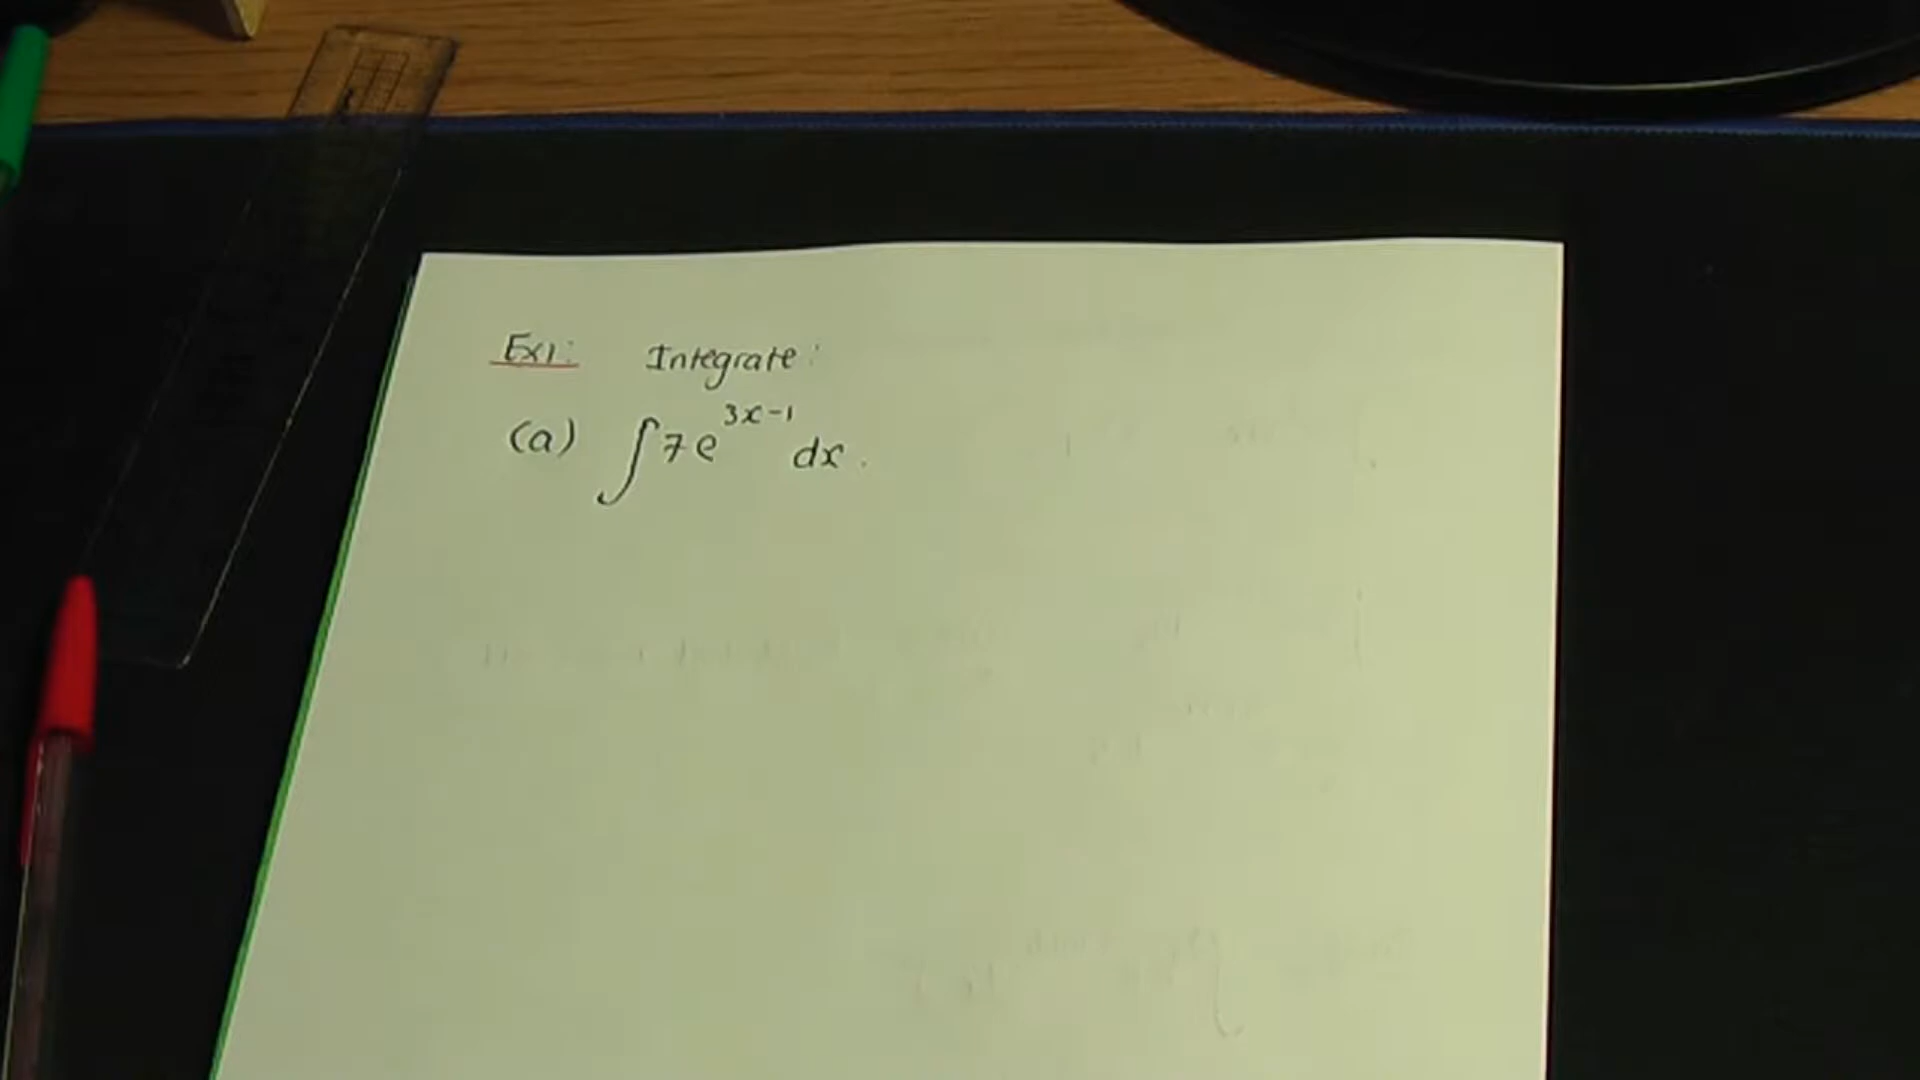 Ex1: Integrate:
(a) ∫7e^{3x-1} dx.